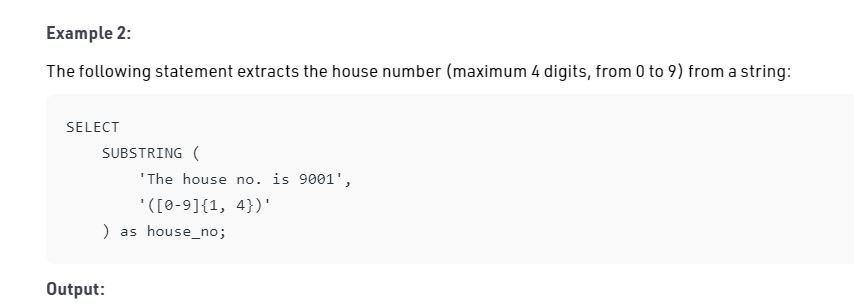 Example 2:
The following statement extracts the house number (maximum 4 digits, from 0 to 9) from a string:
SELECT
    SUBSTRING (
        'The house no. is 9001',
        '([0-9]{1, 4})'
    ) as house_no;
Output: